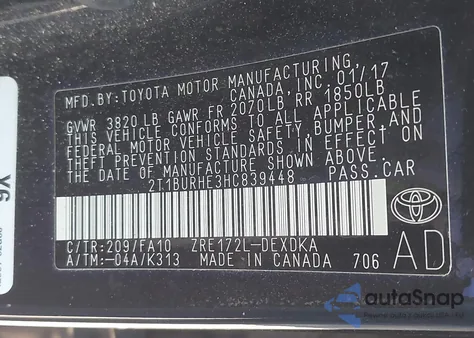 MFD.BY:TOYOTA MOTOR MANUFACTURING,
CANADA,INC. 01/17
GVWR 3820 LB GAWR FR 2070LB RR 1850LB
THIS VEHICLE CONFORMS TO ALL APPLICABLE
FEDERAL MOTOR VEHICLE SAFETY, BUMPER, AND
THEFT PREVENTION STANDARDS IN EFFECT ON
THE DATE OF MANUFACTURE SHOWN ABOVE.
2T1BURHE3HC839448 PASS.CAR
C/TR:209/FA10 ZRE172L-DEXDKA
A/TM:-04A/K313 MADE IN CANADA 706
AD
autoSnap